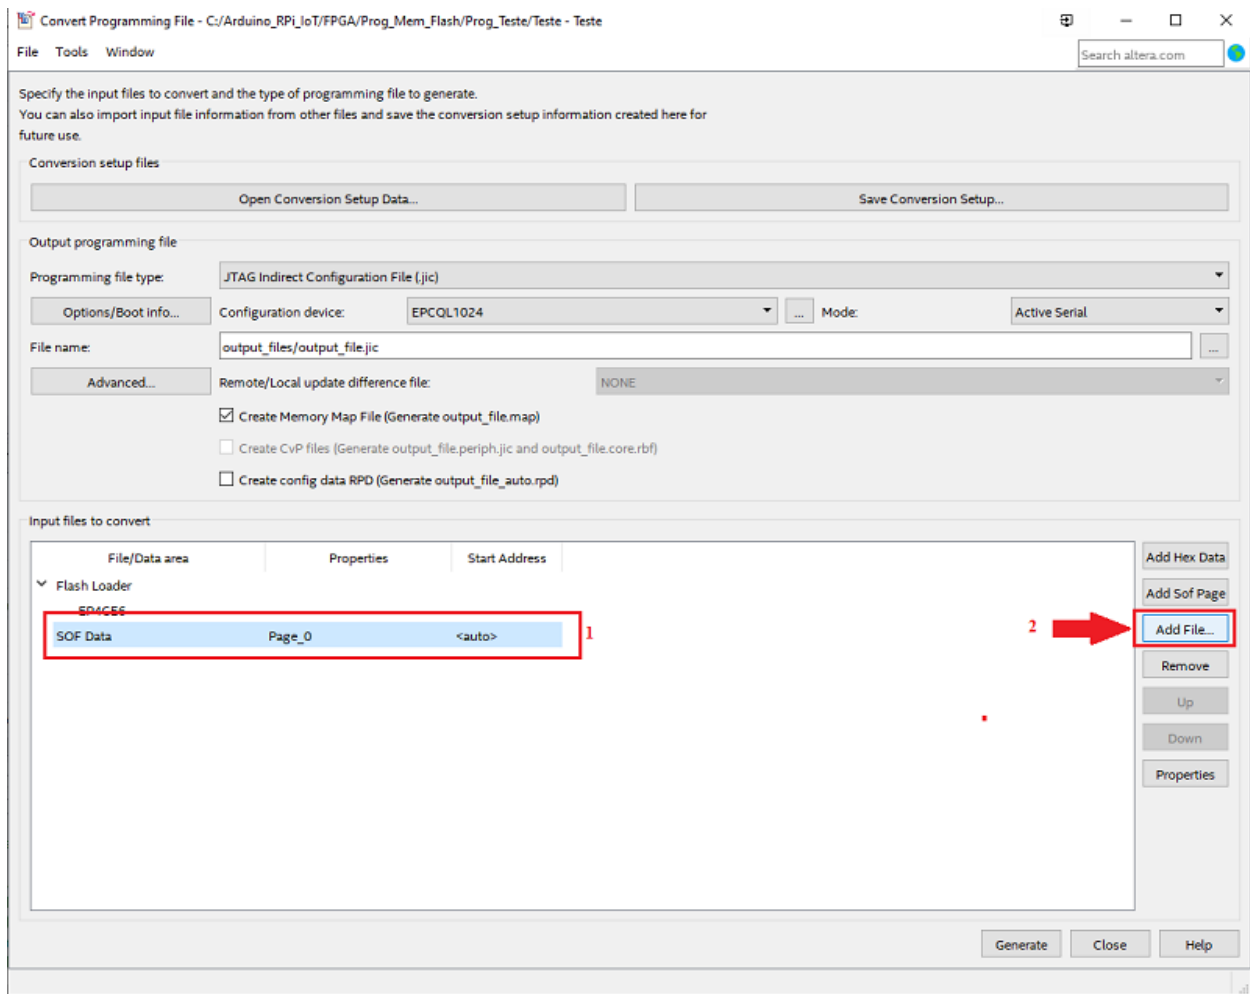 Convert Programming File - C:/Arduino_RPi_IoT/FPGA/Prog_Mem_Flash/Prog_Teste/Teste - Teste
File Tools Window
Search altera.com
Specify the input files to convert and the type of programming file to generate.
You can also import input file information from other files and save the conversion setup information created here for
future use.
Conversion setup files
Open Conversion Setup Data... Save Conversion Setup...
Output programming file
Programming file type: JTAG Indirect Configuration File (.jic)
Options/Boot info... Configuration device: EPCQL1024 ... Mode: Active Serial
File name: output_files/output_file.jic ...
Advanced... Remote/Local update difference file: NONE
Create Memory Map File (Generate output_file.map)
Create CvP files (Generate output_file.periph.jic and output_file.core.rbf)
Create config data RPD (Generate output_file_auto.rpd)
Input files to convert
File/Data area Properties Start Address
Flash Loader
EP4CE6
SOF Data Page_0 <auto> 1
Add Hex Data
Add Sof Page
2 Add File...
Remove
Up
Down
Properties
Generate Close Help